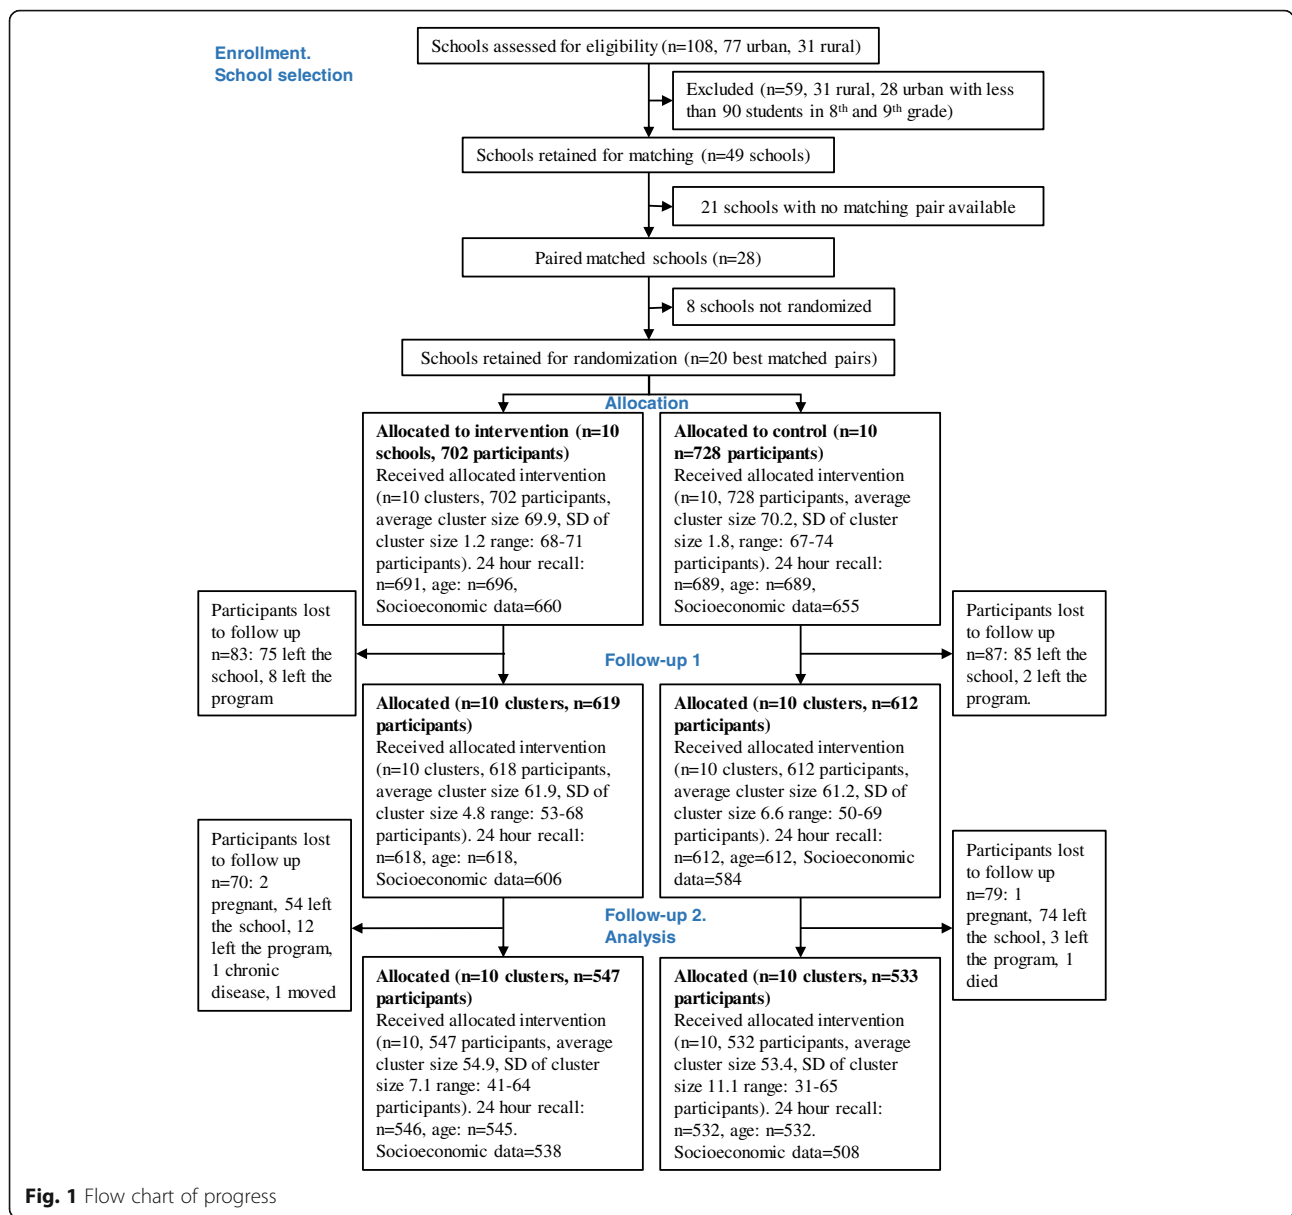 Enrollment.
School selection
Schools assessed for eligibility (n=108, 77 urban, 31 rural)
Excluded (n=59, 31 rural, 28 urban with less
than 90 students in 8th and 9th grade)
Schools retained for matching (n=49 schools)
21 schools with no matching pair available
Paired matched schools (n=28)
8 schools not randomized
Schools retained for randomization (n=20 best matched pairs)
Allocation
Allocated to intervention (n=10
schools, 702 participants)
Received allocated intervention
(n=10 clusters, 702 participants,
average cluster size 69.9, SD of
cluster size 1.2 range: 68-71
participants). 24 hour recall:
n=691, age: n=696,
Socioeconomic data=660
Allocated to control (n=10
n=728 participants)
Received allocated intervention
(n=10, 728 participants, average
cluster size 70.2, SD of cluster
size 1.8, range: 67-74
participants). 24 hour recall:
n=689, age: n=689,
Socioeconomic data=655
Participants lost
to follow up
n=83: 75 left the
school, 8 left the
program
Follow-up 1
Participants lost
to follow up
n=87: 85 left the
school, 2 left the
program.
Allocated (n=10 clusters, n=619
participants)
Received allocated intervention
(n=10 clusters, 618 participants,
average cluster size 61.9, SD of
cluster size 4.8 range: 53-68
participants). 24 hour recall:
n=618, age: n=618,
Socioeconomic data=606
Allocated (n=10 clusters, n=612
participants)
Received allocated intervention
(n=10 clusters, 612 participants,
average cluster size 61.2, SD of
cluster size 6.6 range: 50-69
participants). 24 hour recall:
n=612, age=612, Socioeconomic
data=584
Participants lost
to follow up
n=70: 2
pregnant, 54 left
the school, 12
left the program,
1 chronic
disease, 1 moved
Follow-up 2.
Analysis
Participants lost
to follow up
n=79: 1
pregnant, 74 left
the school, 3 left
the program, 1
died
Allocated (n=10 clusters, n=547
participants)
Received allocated intervention
(n=10, 547 participants, average
cluster size 54.9, SD of cluster
size 7.1 range: 41-64
participants). 24 hour recall:
n=546, age: n=545.
Socioeconomic data=538
Allocated (n=10 clusters, n=533
participants)
Received allocated intervention
(n=10, 532 participants, average
cluster size 53.4, SD of cluster
size 11.1 range: 31-65
participants). 24 hour recall:
n=532, age: n=532.
Socioeconomic data=508
Fig. 1 Flow chart of progress